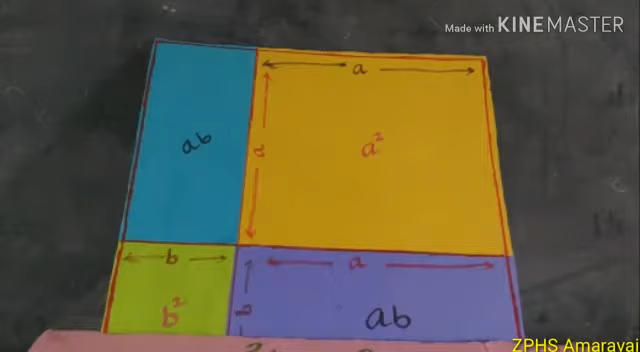 Made with KINEMASTER
a
ab
a
a²
b
a
b²
b
ab
ZPHS Amaravai